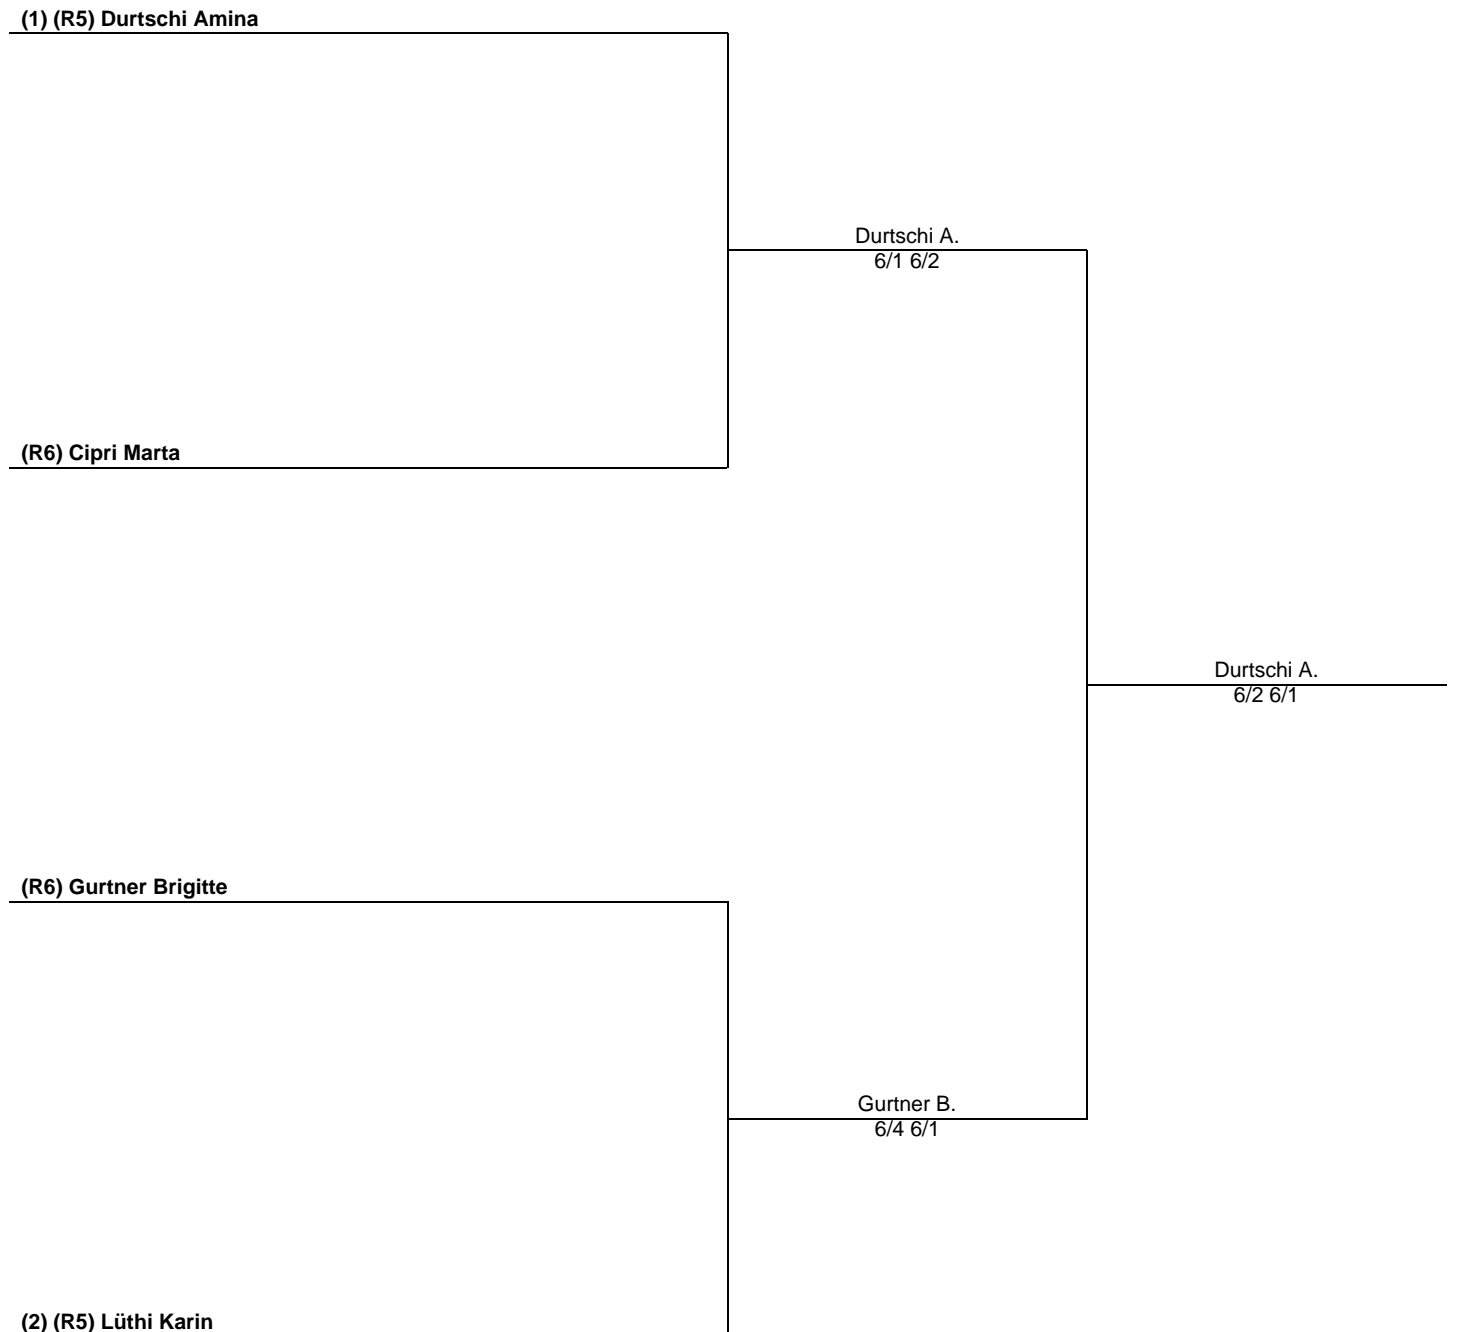 (1) (R5) Durtschi Amina
Durtschi A.
6/1 6/2
(R6) Cipri Marta
Durtschi A.
6/2 6/1
(R6) Gurtner Brigitte
Gurtner B.
6/4 6/1
(2) (R5) Lüthi Karin